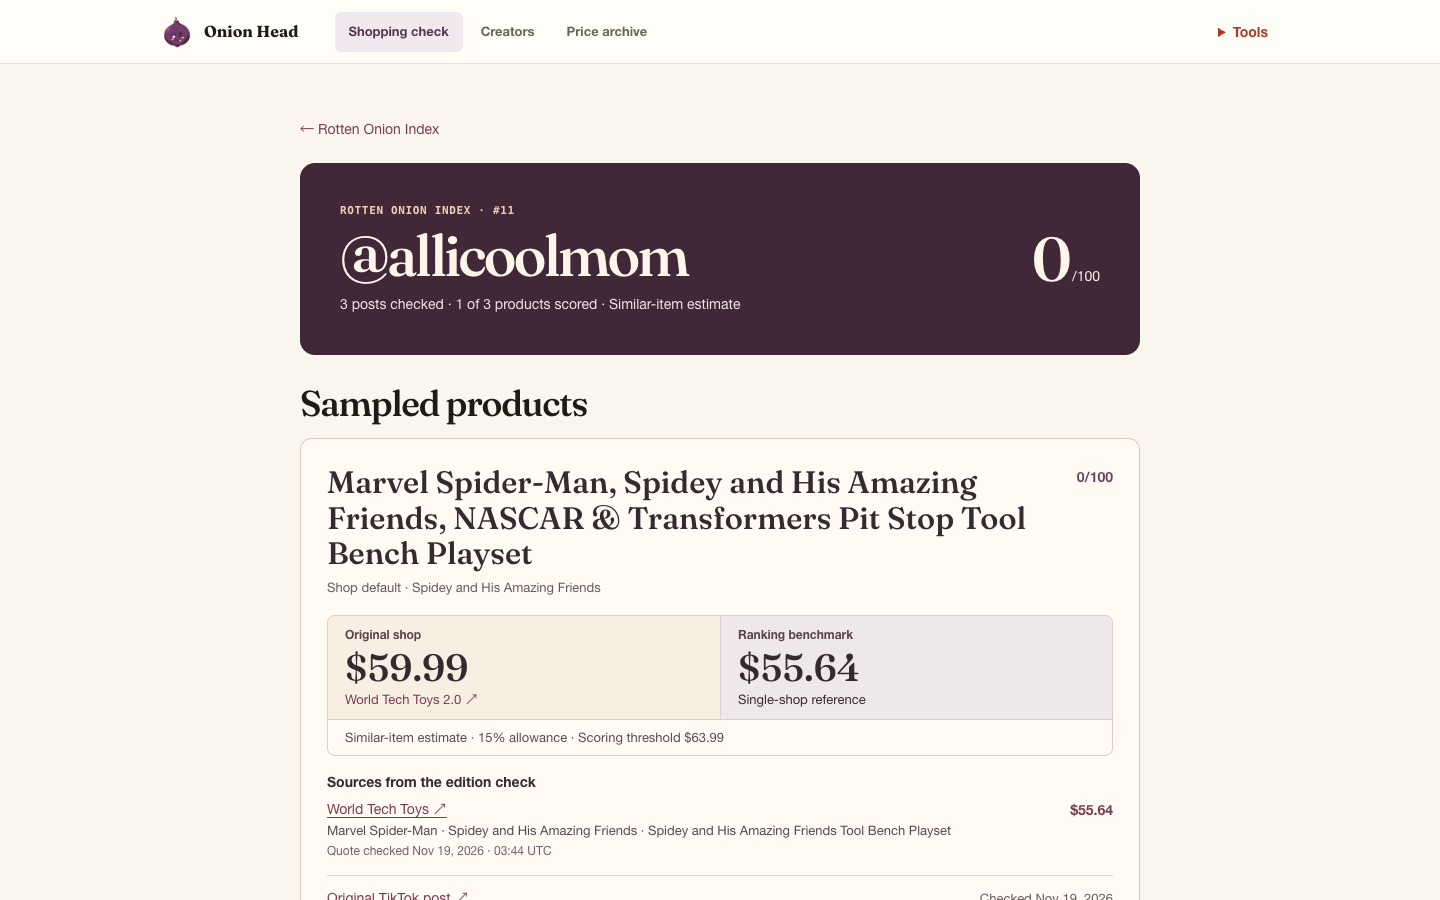 Onion Head
Shopping check
Creators
Price archive
▶ Tools
← Rotten Onion Index
ROTTEN ONION INDEX · #11
@allicoolmom
0/100
3 posts checked · 1 of 3 products scored · Similar-item estimate
Sampled products
Marvel Spider-Man, Spidey and His Amazing
Friends, NASCAR & Transformers Pit Stop Tool
Bench Playset
0/100
Shop default · Spidey and His Amazing Friends
Original shop
$59.99
World Tech Toys 2.0 ↗
Ranking benchmark
$55.64
Single-shop reference
Similar-item estimate · 15% allowance · Scoring threshold $63.99
Sources from the edition check
World Tech Toys ↗
$55.64
Marvel Spider-Man · Spidey and His Amazing Friends · Spidey and His Amazing Friends Tool Bench Playset
Quote checked Nov 19, 2026 · 03:44 UTC
Original TikTok post ↗
Checked Nov 19, 2026